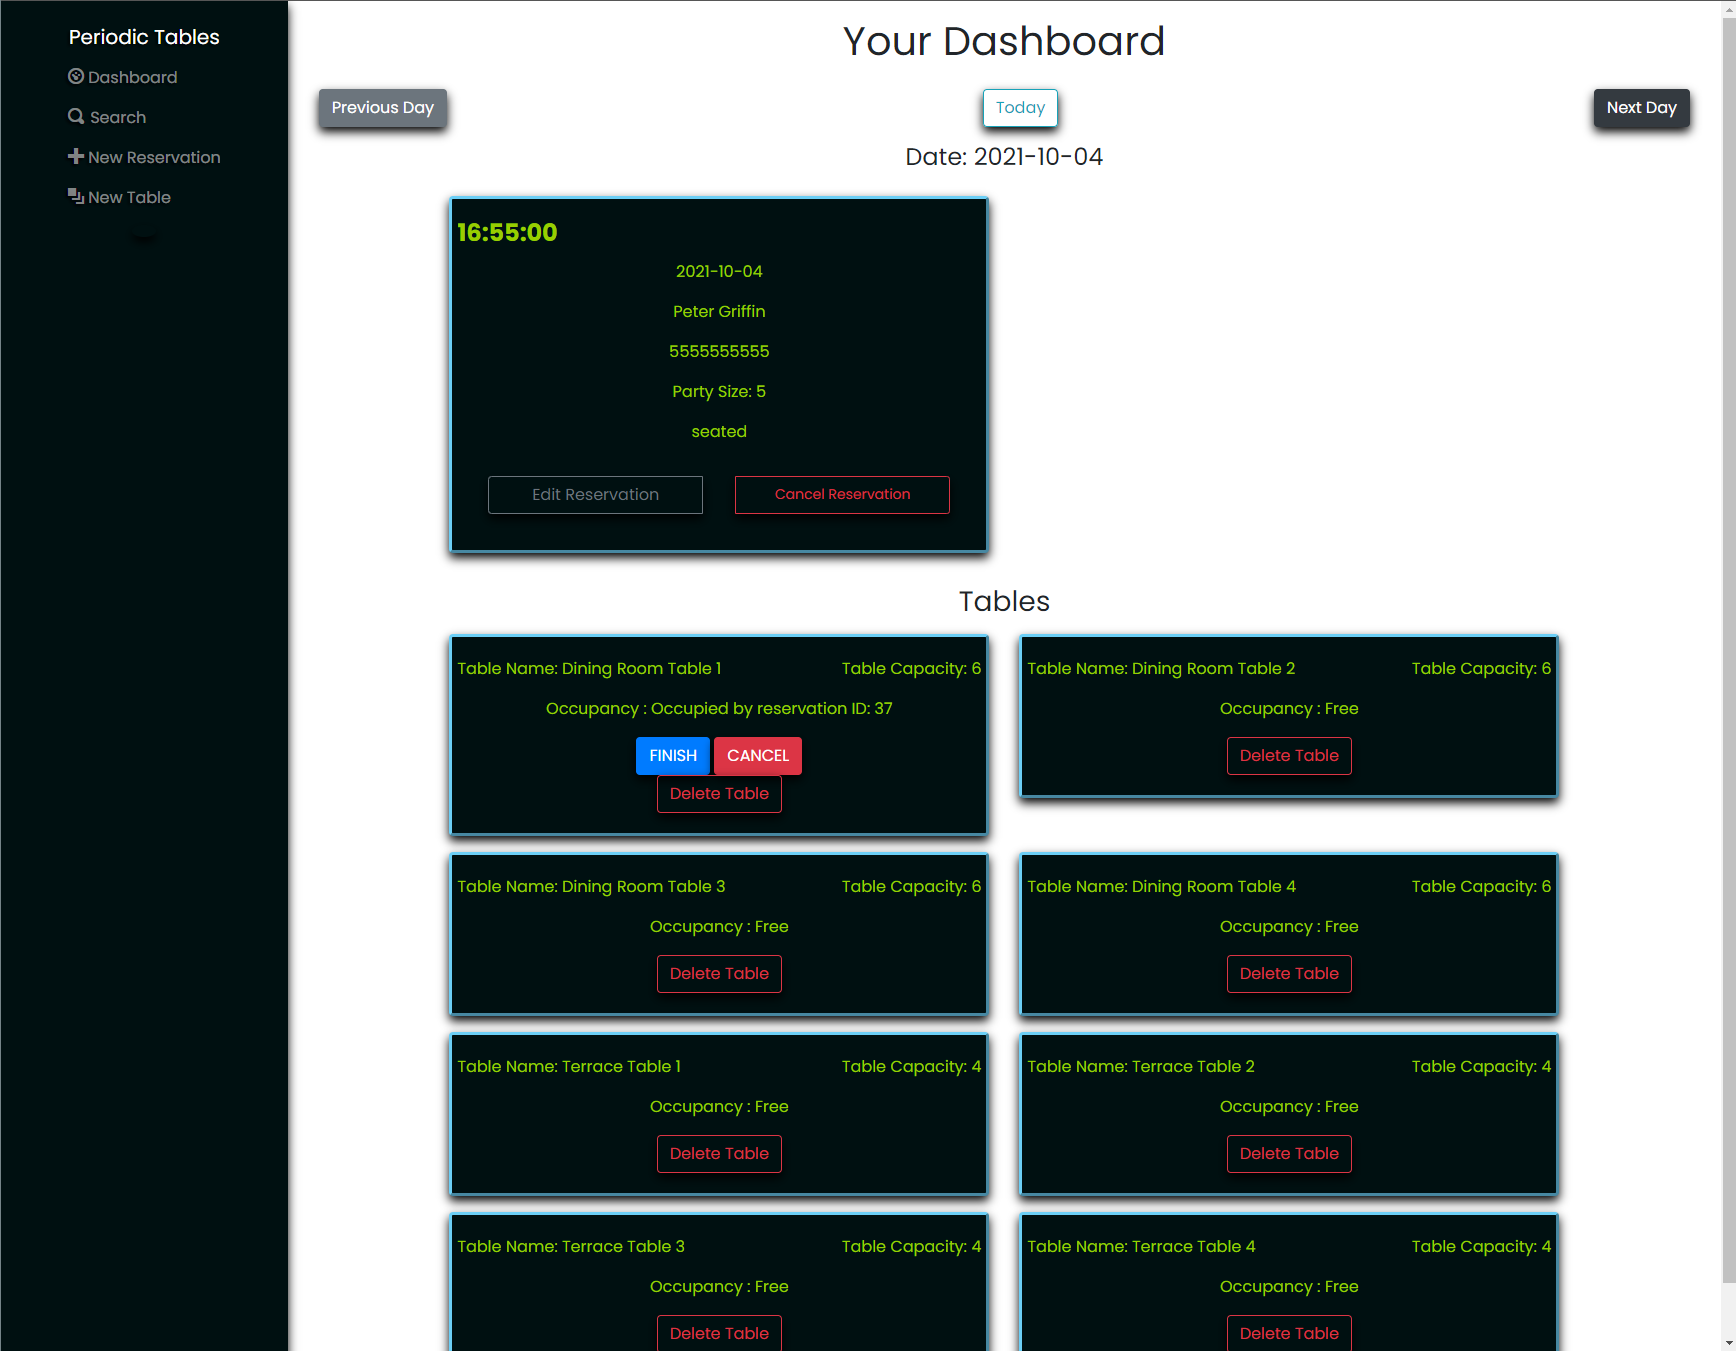 Periodic Tables
Dashboard
Search
New Reservation
New Table
Your Dashboard
Previous Day
Today
Next Day
Date: 2021-10-04
16:55:00
2021-10-04
Peter Griffin
5555555555
Party Size: 5
seated
Edit Reservation
Cancel Reservation
Tables
Table Name: Dining Room Table 1
Table Capacity: 6
Occupancy : Occupied by reservation ID: 37
FINISH
CANCEL
Delete Table
Table Name: Dining Room Table 2
Table Capacity: 6
Occupancy : Free
Delete Table
Table Name: Dining Room Table 3
Table Capacity: 6
Occupancy : Free
Delete Table
Table Name: Dining Room Table 4
Table Capacity: 6
Occupancy : Free
Delete Table
Table Name: Terrace Table 1
Table Capacity: 4
Occupancy : Free
Delete Table
Table Name: Terrace Table 2
Table Capacity: 4
Occupancy : Free
Delete Table
Table Name: Terrace Table 3
Table Capacity: 4
Occupancy : Free
Delete Table
Table Name: Terrace Table 4
Table Capacity: 4
Occupancy : Free
Delete Table